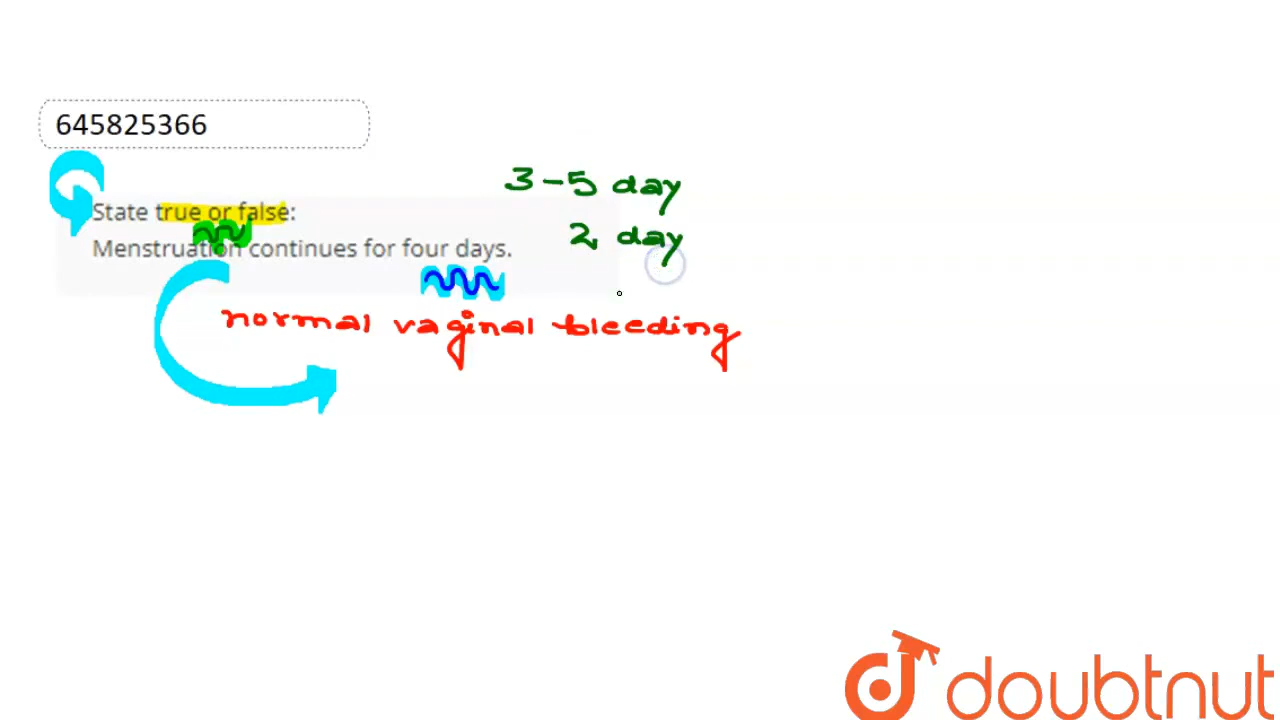 645825366
3-5 day
State true or false:
2 day
Menstruation continues for four days.
normal vaginal bleeding
doubtnut